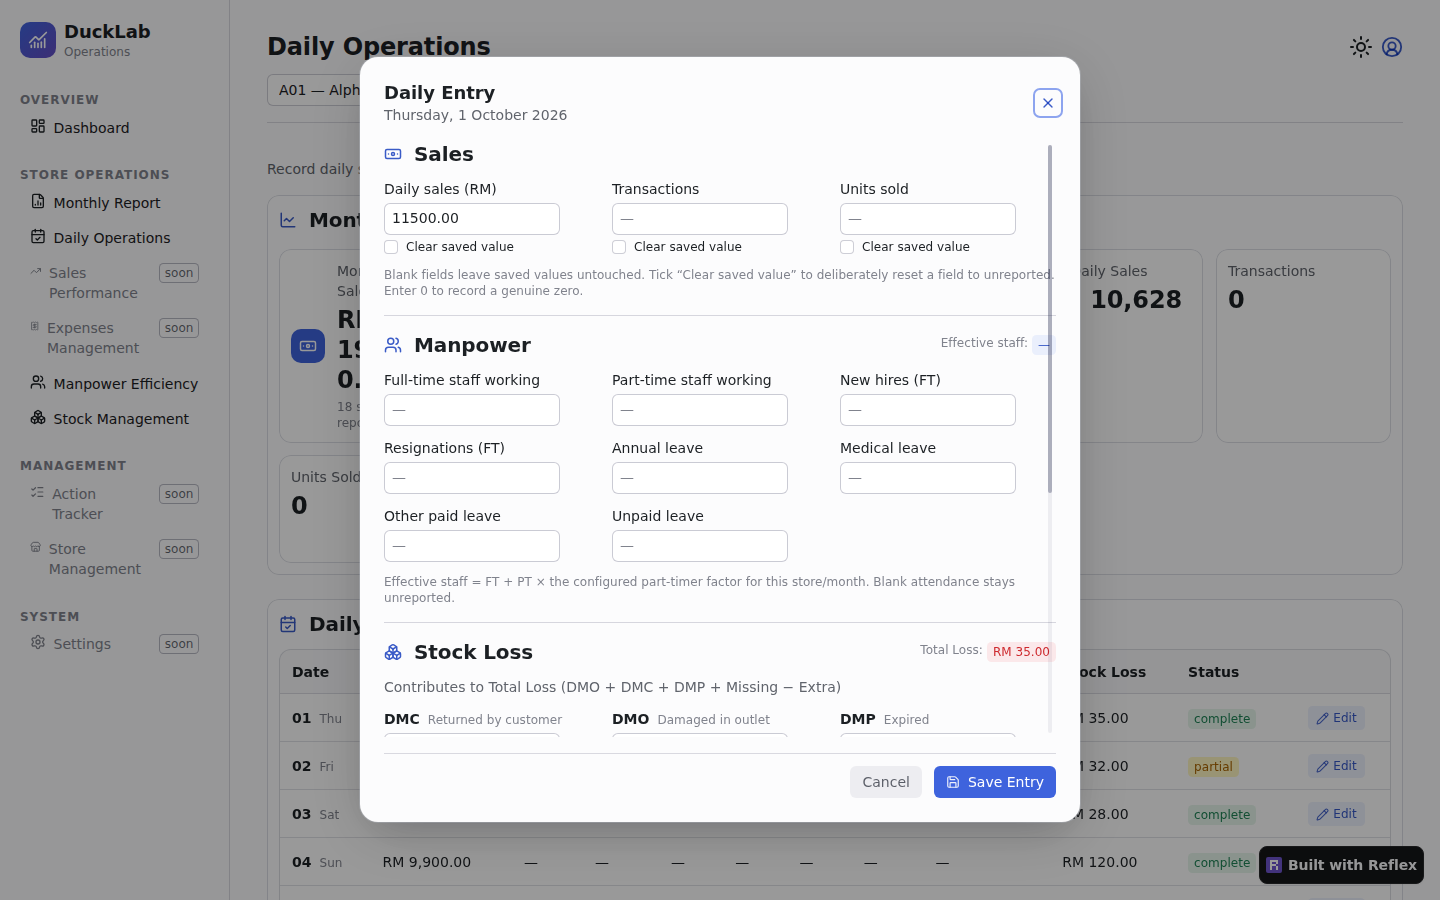 DuckLab
Operations
OVERVIEW
Dashboard
STORE OPERATIONS
Monthly Report
Daily Operations
Sales
Performance
soon
Expenses
Management
soon
Manpower Efficiency
Stock Management
MANAGEMENT
Action
Tracker
soon
Store
Management
soon
SYSTEM
Settings
soon
Daily Operations
A01 — Alph
Record daily
Daily Entry
Thursday, 1 October 2026
Sales
Daily sales (RM)
Transactions
Units sold
11500.00
—
—
Clear saved value
Clear saved value
Clear saved value
Blank fields leave saved values untouched. Tick “Clear saved value” to deliberately reset a field to unreported.
Enter 0 to record a genuine zero.
Manpower
Effective staff: —
Full-time staff working
Part-time staff working
New hires (FT)
—
—
—
Resignations (FT)
Annual leave
Medical leave
—
—
—
Other paid leave
Unpaid leave
—
—
Effective staff = FT + PT × the configured part-timer factor for this store/month. Blank attendance stays
unreported.
Stock Loss
Total Loss: RM 35.00
Contributes to Total Loss (DMO + DMC + DMP + Missing − Extra)
DMC Returned by customer
DMO Damaged in outlet
DMP Expired
Cancel
Save Entry
aily Sales
10,628
Transactions
0
18
Units Sold
0
Daily
Date
ock Loss
Status
01 Thu
35.00
complete
Edit
02 Fri
32.00
partial
Edit
03 Sat
28.00
complete
Edit
04 Sun
RM 9,900.00
—
—
—
—
—
—
—
RM 120.00
complete
Built with Reflex